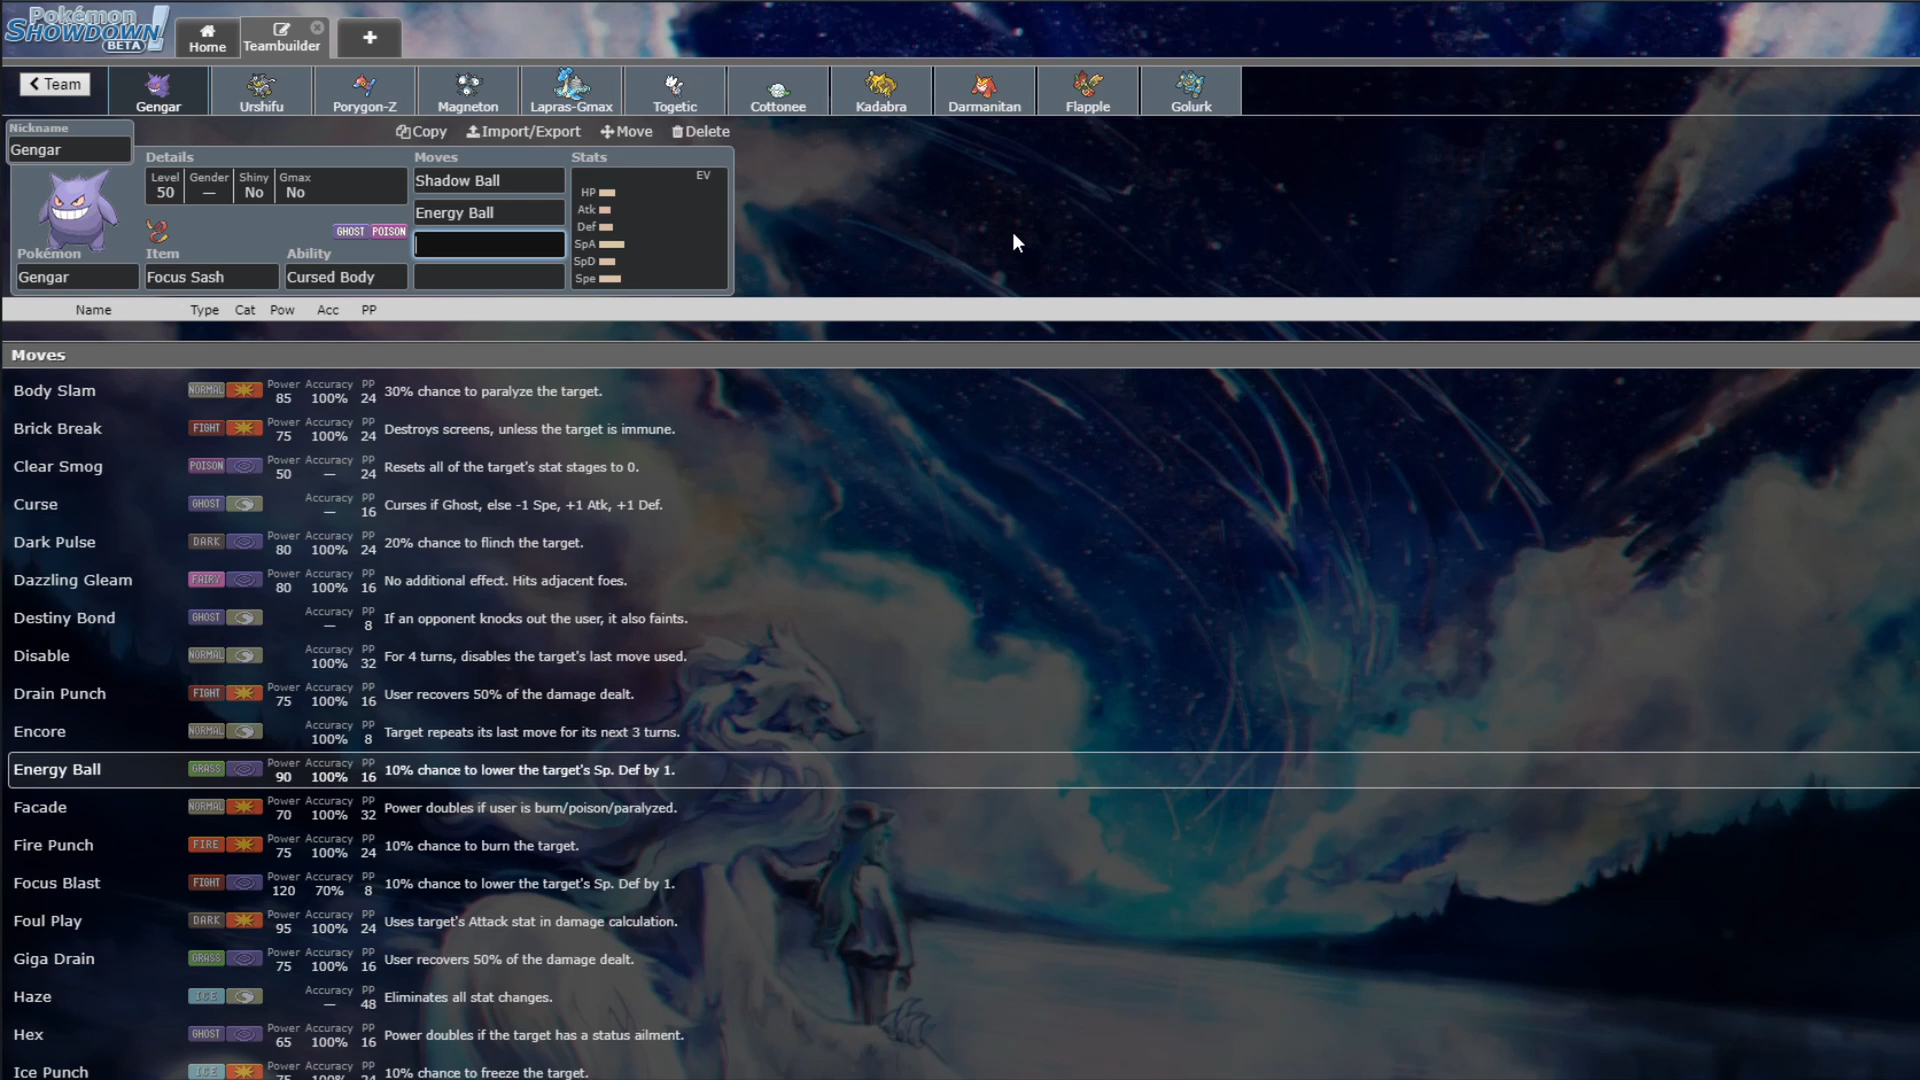 Pokémon
SHOWDOWN!
BETA
Home
Teambuilder
Team
Gengar
Urshifu
Porygon-Z
Magneton
Lapras-Gmax
Togetic
Cottonee
Kadabra
Darmanitan
Flapple
Golurk
Copy Import/Export Move Delete
Nickname
Gengar
Details
Level Gender Shiny Gmax
50 — No No
GHOST POISON
Pokémon
Gengar
Item
Focus Sash
Ability
Cursed Body
Moves
Shadow Ball
Energy Ball
Stats
EV
HP
Atk
Def
SpA
SpD
Spe
Name Type Cat Pow Acc PP
Moves
Body Slam NORMAL Power 85 Accuracy 100% PP 24 30% chance to paralyze the target.
Brick Break FIGHT Power 75 Accuracy 100% PP 24 Destroys screens, unless the target is immune.
Clear Smog POISON Power 50 Accuracy — PP 24 Resets all of the target's stat stages to 0.
Curse GHOST Accuracy — PP 16 Curses if Ghost, else -1 Spe, +1 Atk, +1 Def.
Dark Pulse DARK Power 80 Accuracy 100% PP 24 20% chance to flinch the target.
Dazzling Gleam FAIRY Power 80 Accuracy 100% PP 16 No additional effect. Hits adjacent foes.
Destiny Bond GHOST Accuracy — PP 8 If an opponent knocks out the user, it also faints.
Disable NORMAL Accuracy 100% PP 32 For 4 turns, disables the target's last move used.
Drain Punch FIGHT Power 75 Accuracy 100% PP 16 User recovers 50% of the damage dealt.
Encore NORMAL Accuracy 100% PP 8 Target repeats its last move for its next 3 turns.
Energy Ball GRASS Power 90 Accuracy 100% PP 16 10% chance to lower the target's Sp. Def by 1.
Facade NORMAL Power 70 Accuracy 100% PP 32 Power doubles if user is burn/poison/paralyzed.
Fire Punch FIRE Power 75 Accuracy 100% PP 24 10% chance to burn the target.
Focus Blast FIGHT Power 120 Accuracy 70% PP 8 10% chance to lower the target's Sp. Def by 1.
Foul Play DARK Power 95 Accuracy 100% PP 24 Uses target's Attack stat in damage calculation.
Giga Drain GRASS Power 75 Accuracy 100% PP 16 User recovers 50% of the damage dealt.
Haze ICE Accuracy — PP 48 Eliminates all stat changes.
Hex GHOST Power 65 Accuracy 100% PP 16 Power doubles if the target has a status ailment.
Ice Punch ICE Power 75 Accuracy 100% PP 24 10% chance to freeze the target.